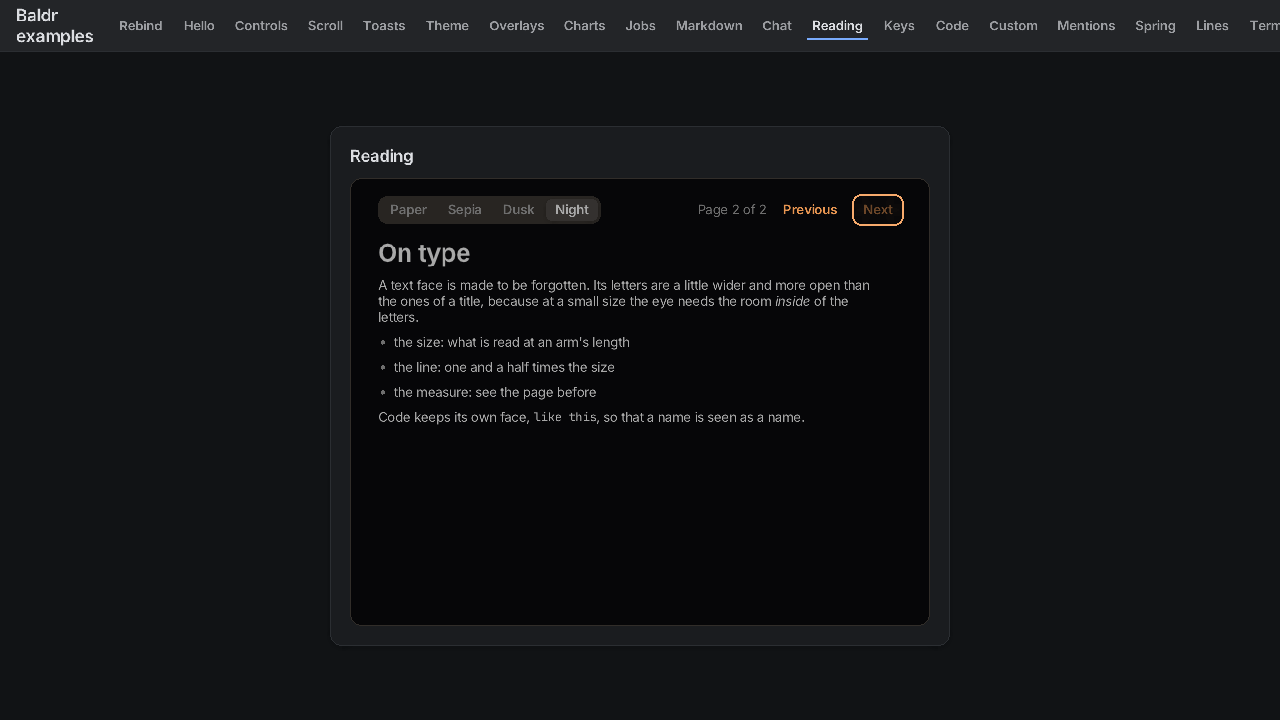 Baldr
examples
Rebind Hello Controls Scroll Toasts Theme Overlays Charts Jobs Markdown Chat Reading Keys Code Custom Mentions Spring Lines
Reading
Paper Sepia Dusk Night Page 2 of 2 Previous Next
On type
A text face is made to be forgotten. Its letters are a little wider and more open than
the ones of a title, because at a small size the eye needs the room inside of the
letters.
• the size: what is read at an arm's length
• the line: one and a half times the size
• the measure: see the page before
Code keeps its own face, like this, so that a name is seen as a name.